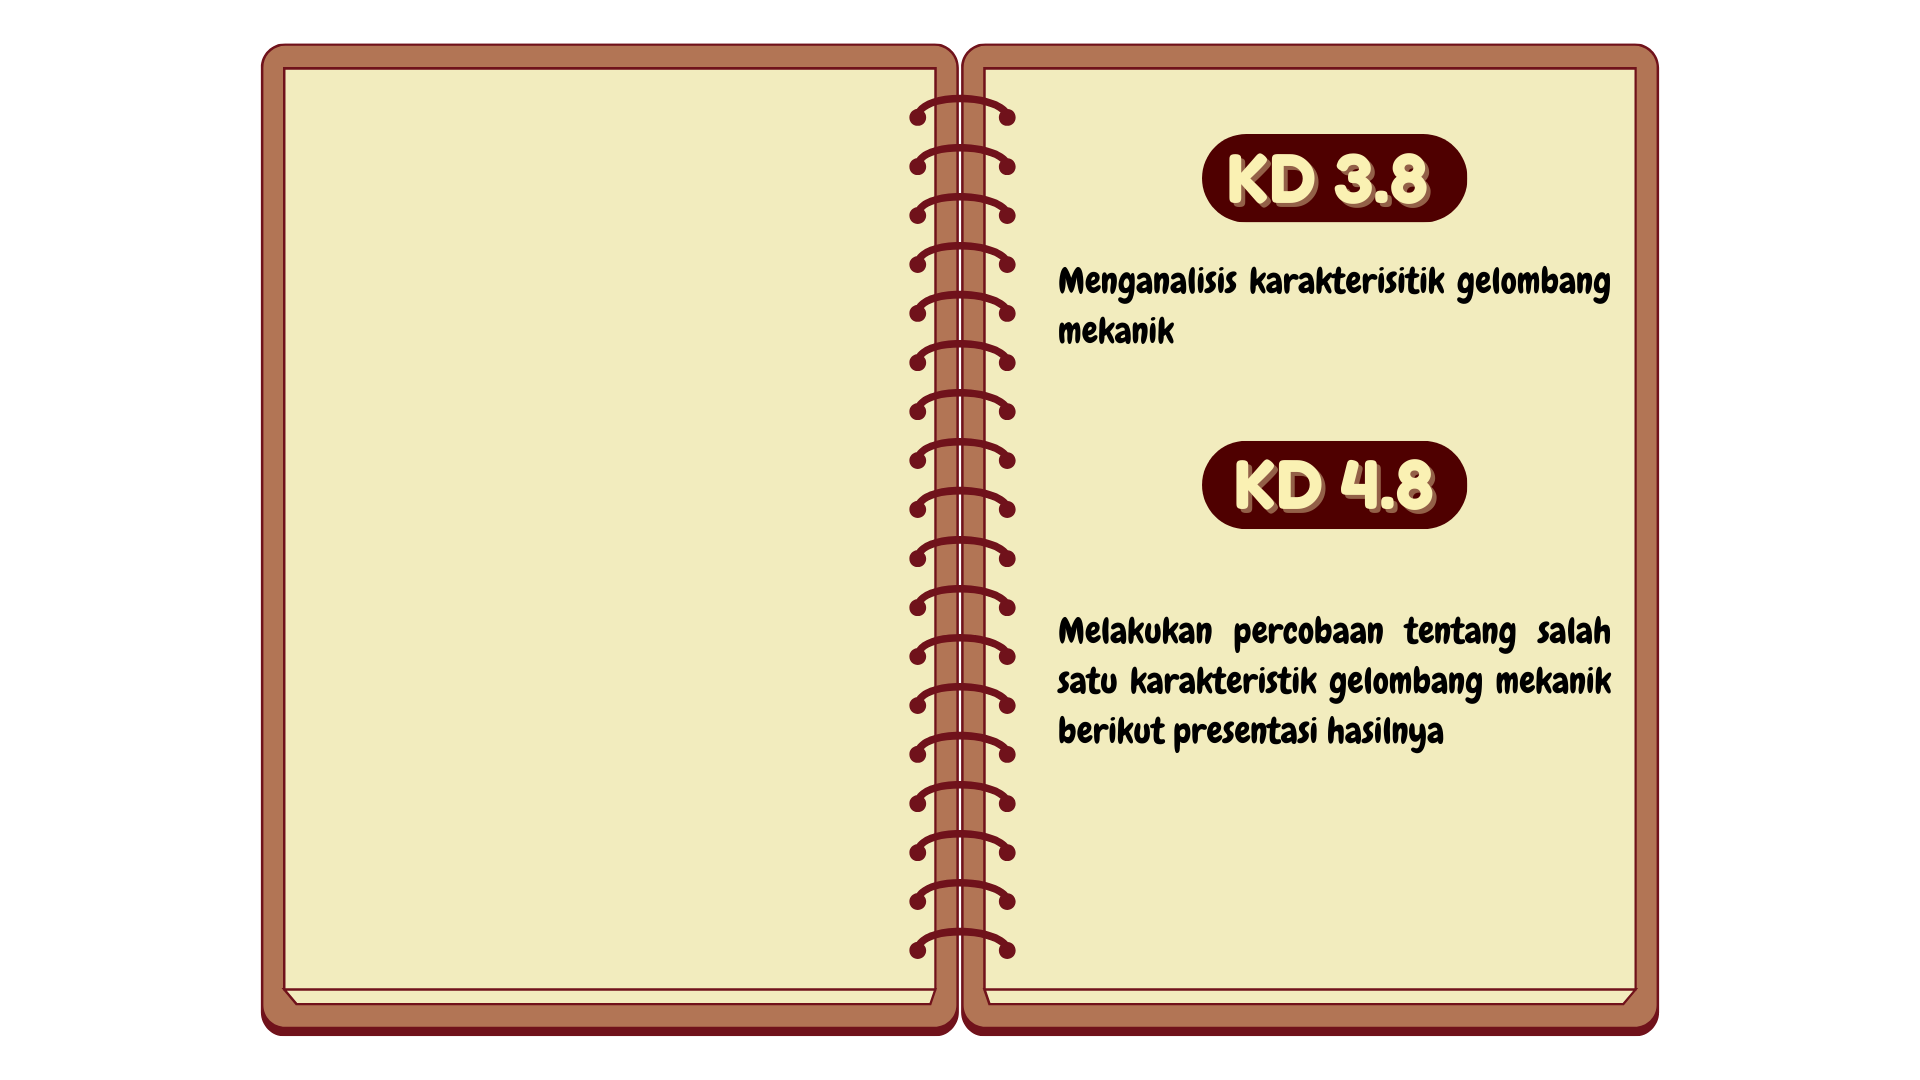 KD 3.8
Menganalisis karakterisitik gelombang
mekanik
KD 4.8
Melakukan percobaan tentang salah
satu karakteristik gelombang mekanik
berikut presentasi hasilnya